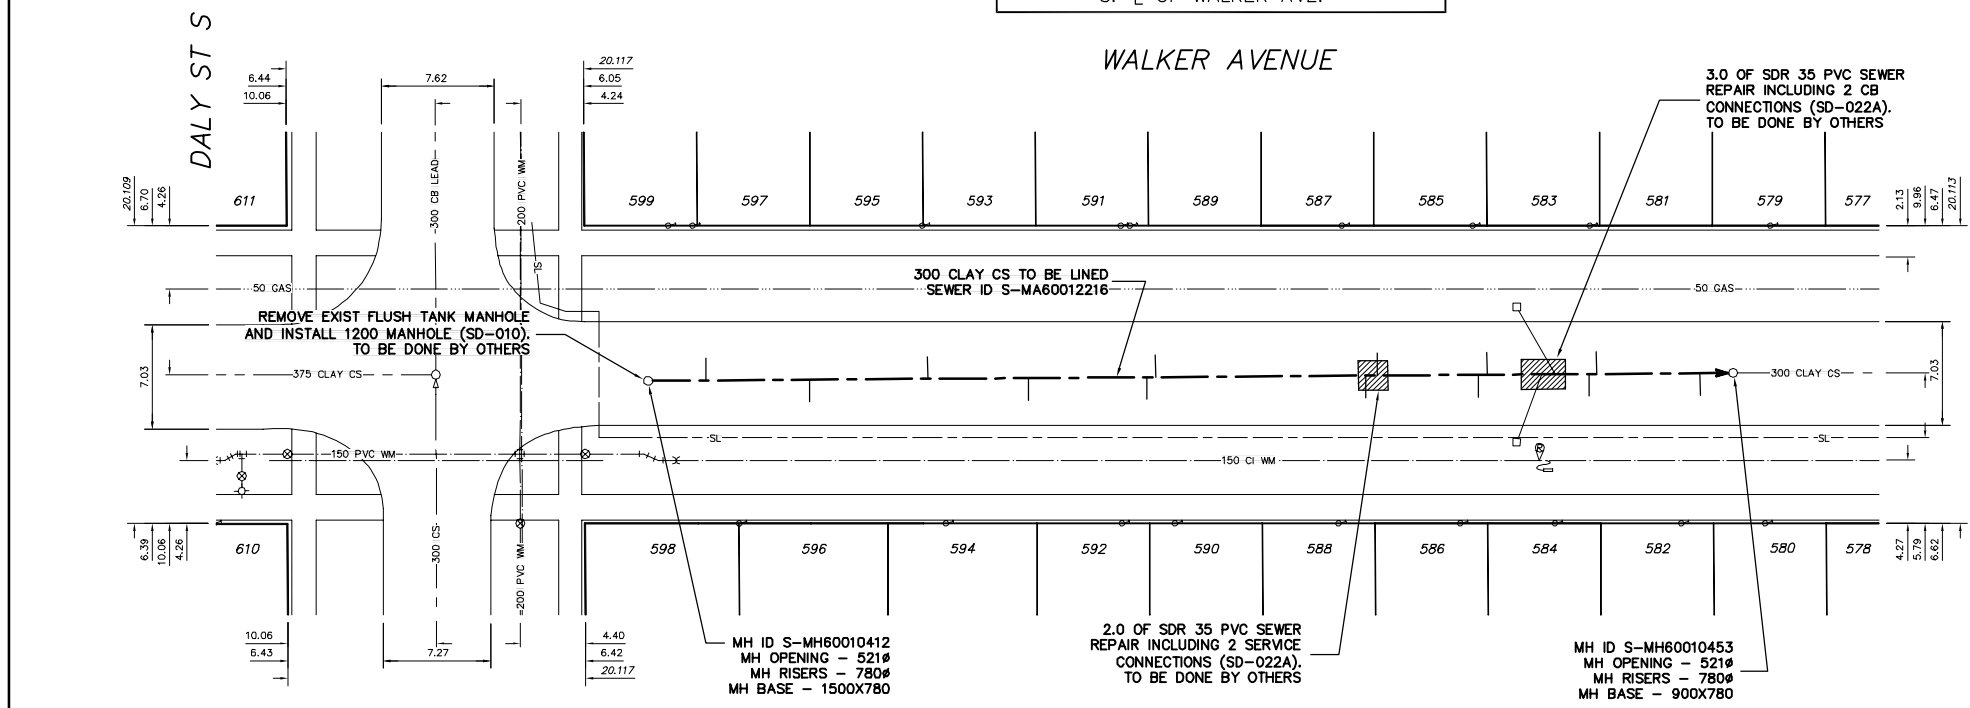 DALY ST S
WALKER AVENUE
S. ℄ OF WALKER AVE.
6.44
10.06
7.62
20.117
6.05
4.24
3.0 OF SDR 35 PVC SEWER
REPAIR INCLUDING 2 CB
CONNECTIONS (SD-022A).
TO BE DONE BY OTHERS
20.109
6.70
4.26
611
300 CB LEAD
200 PVC WM
599
597
595
593
591
589
587
585
583
581
579
577
2.13
9.96
6.47
20.113
SL
50 GAS
300 CLAY CS TO BE LINED
SEWER ID S-MA60012216
50 GAS
REMOVE EXIST FLUSH TANK MANHOLE
AND INSTALL 1200 MANHOLE (SD-010).
TO BE DONE BY OTHERS
7.03
375 CLAY CS
300 CLAY CS
7.03
SL
SL
150 PVC WM
150 CI WM
6.39
10.06
4.26
610
300 CS
200 PVC WM
598
596
594
592
590
588
586
584
582
580
578
4.27
5.79
6.62
10.06
6.43
7.27
4.40
6.42
20.117
MH ID S-MH60010412
MH OPENING - 521ø
MH RISERS - 780ø
MH BASE - 1500X780
2.0 OF SDR 35 PVC SEWER
REPAIR INCLUDING 2 SERVICE
CONNECTIONS (SD-022A).
TO BE DONE BY OTHERS
MH ID S-MH60010453
MH OPENING - 521ø
MH RISERS - 780ø
MH BASE - 900X780